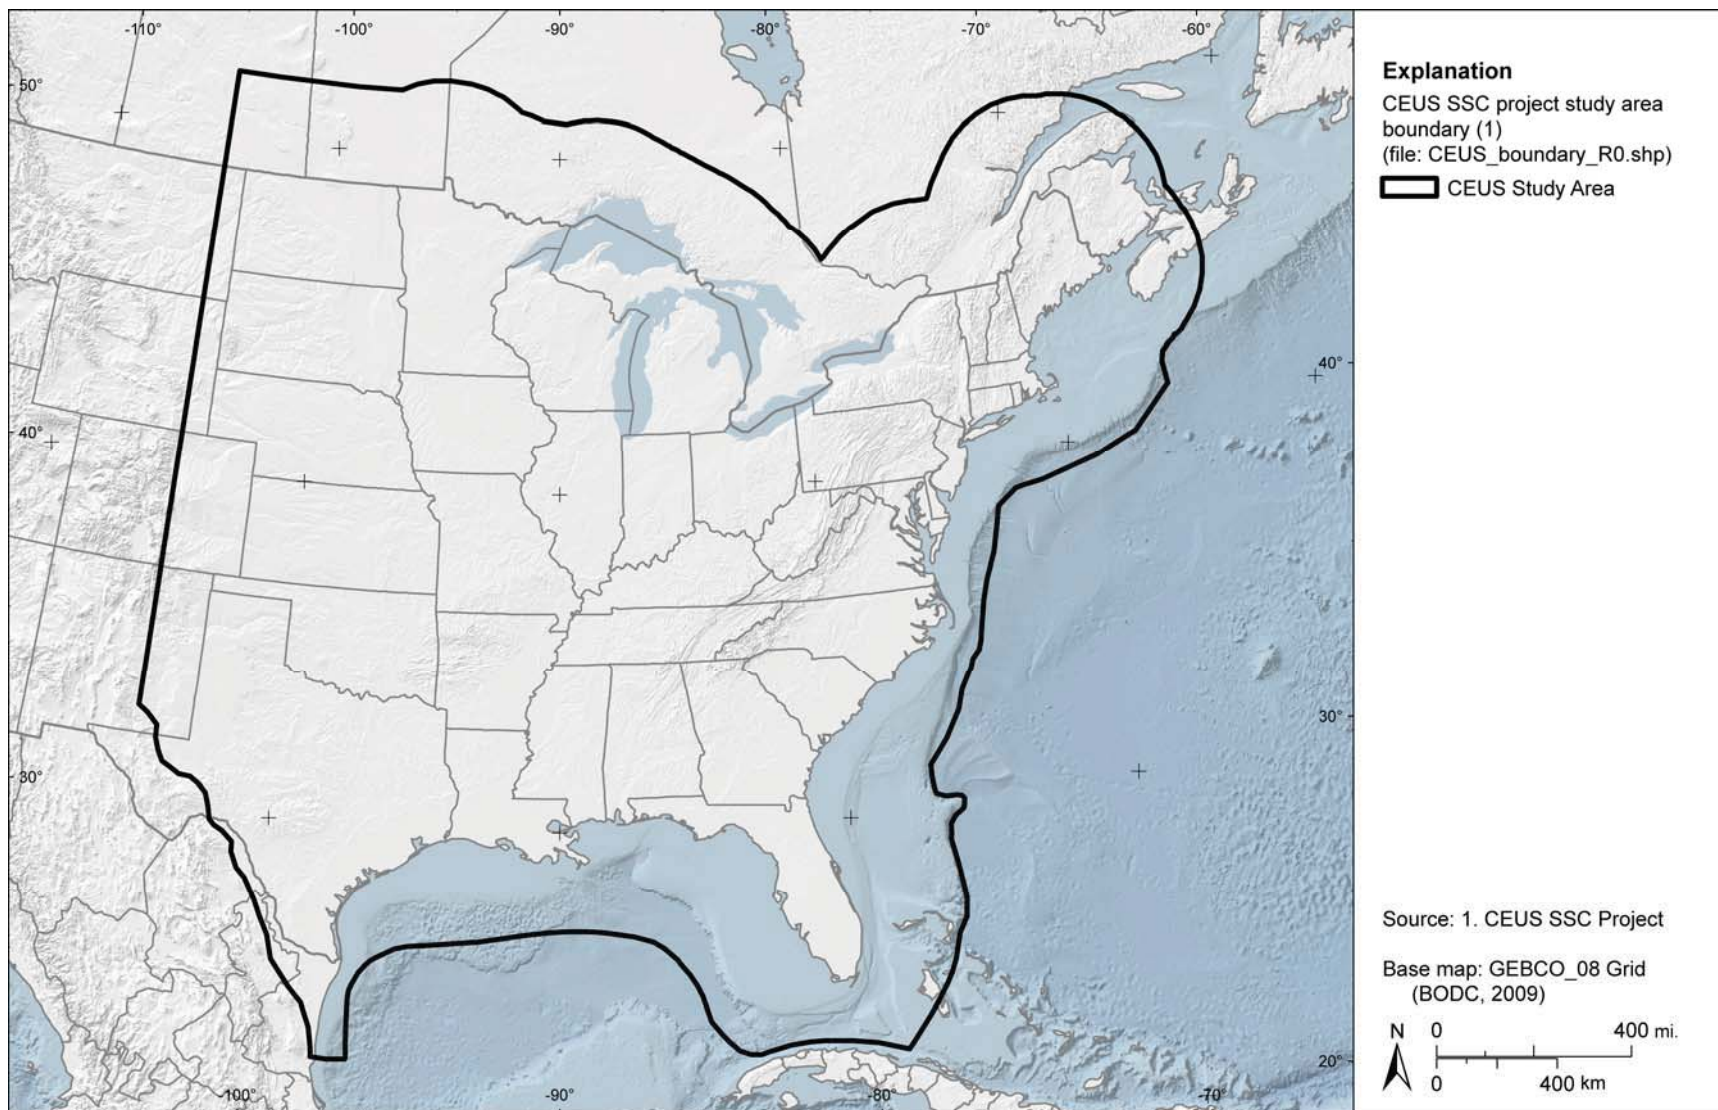 -110° -100° -90° -80° -70° -60°
50°
40°
40°
30°
30°
20°
-100° -90° -80° -70°
Explanation
CEUS SSC project study area
boundary (1)
(file: CEUS_boundary_R0.shp)
CEUS Study Area
Source: 1. CEUS SSC Project
Base map: GEBCO_08 Grid
(BODC, 2009)
N 0 400 mi.
0 400 km